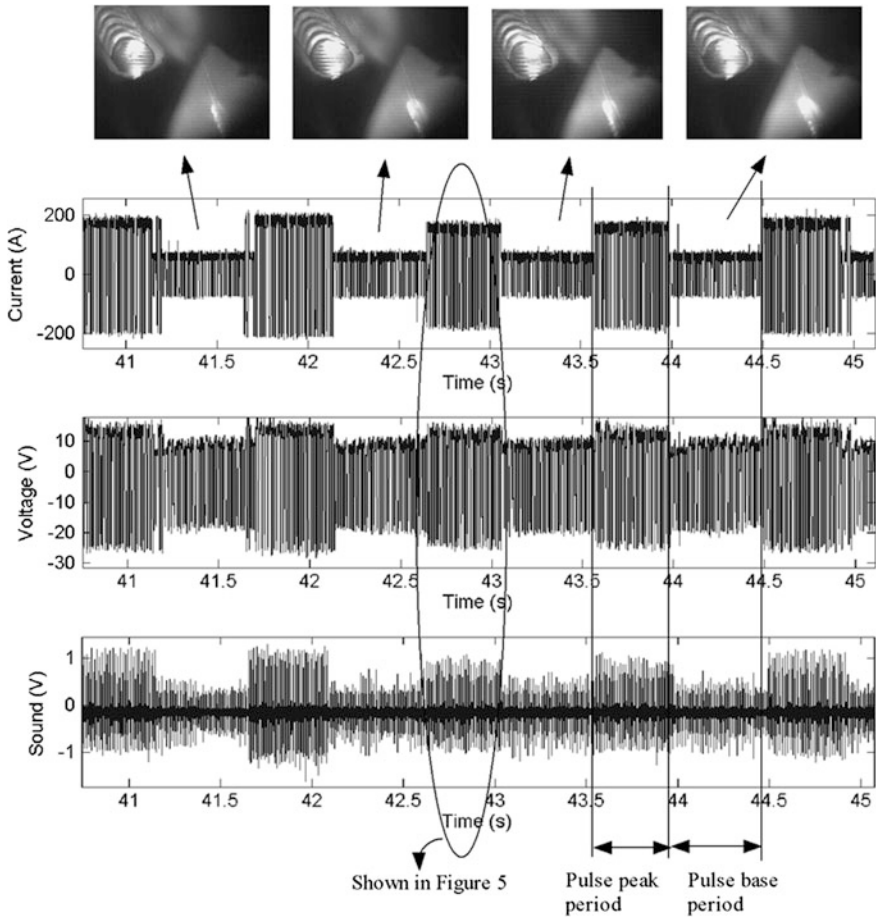 Current (A)
200
0
-200
41 41.5 42 42.5 43 43.5 44 44.5 45
Time (s)
Voltage (V)
10
0
-10
-20
-30
41 41.5 42 42.5 43 43.5 44 44.5 45
Time (s)
Sound (V)
1
0
-1
41 41.5 42 42.5 43 43.5 44 44.5 45
Time (s)
Shown in Figure 5
Pulse peak
period
Pulse base
period